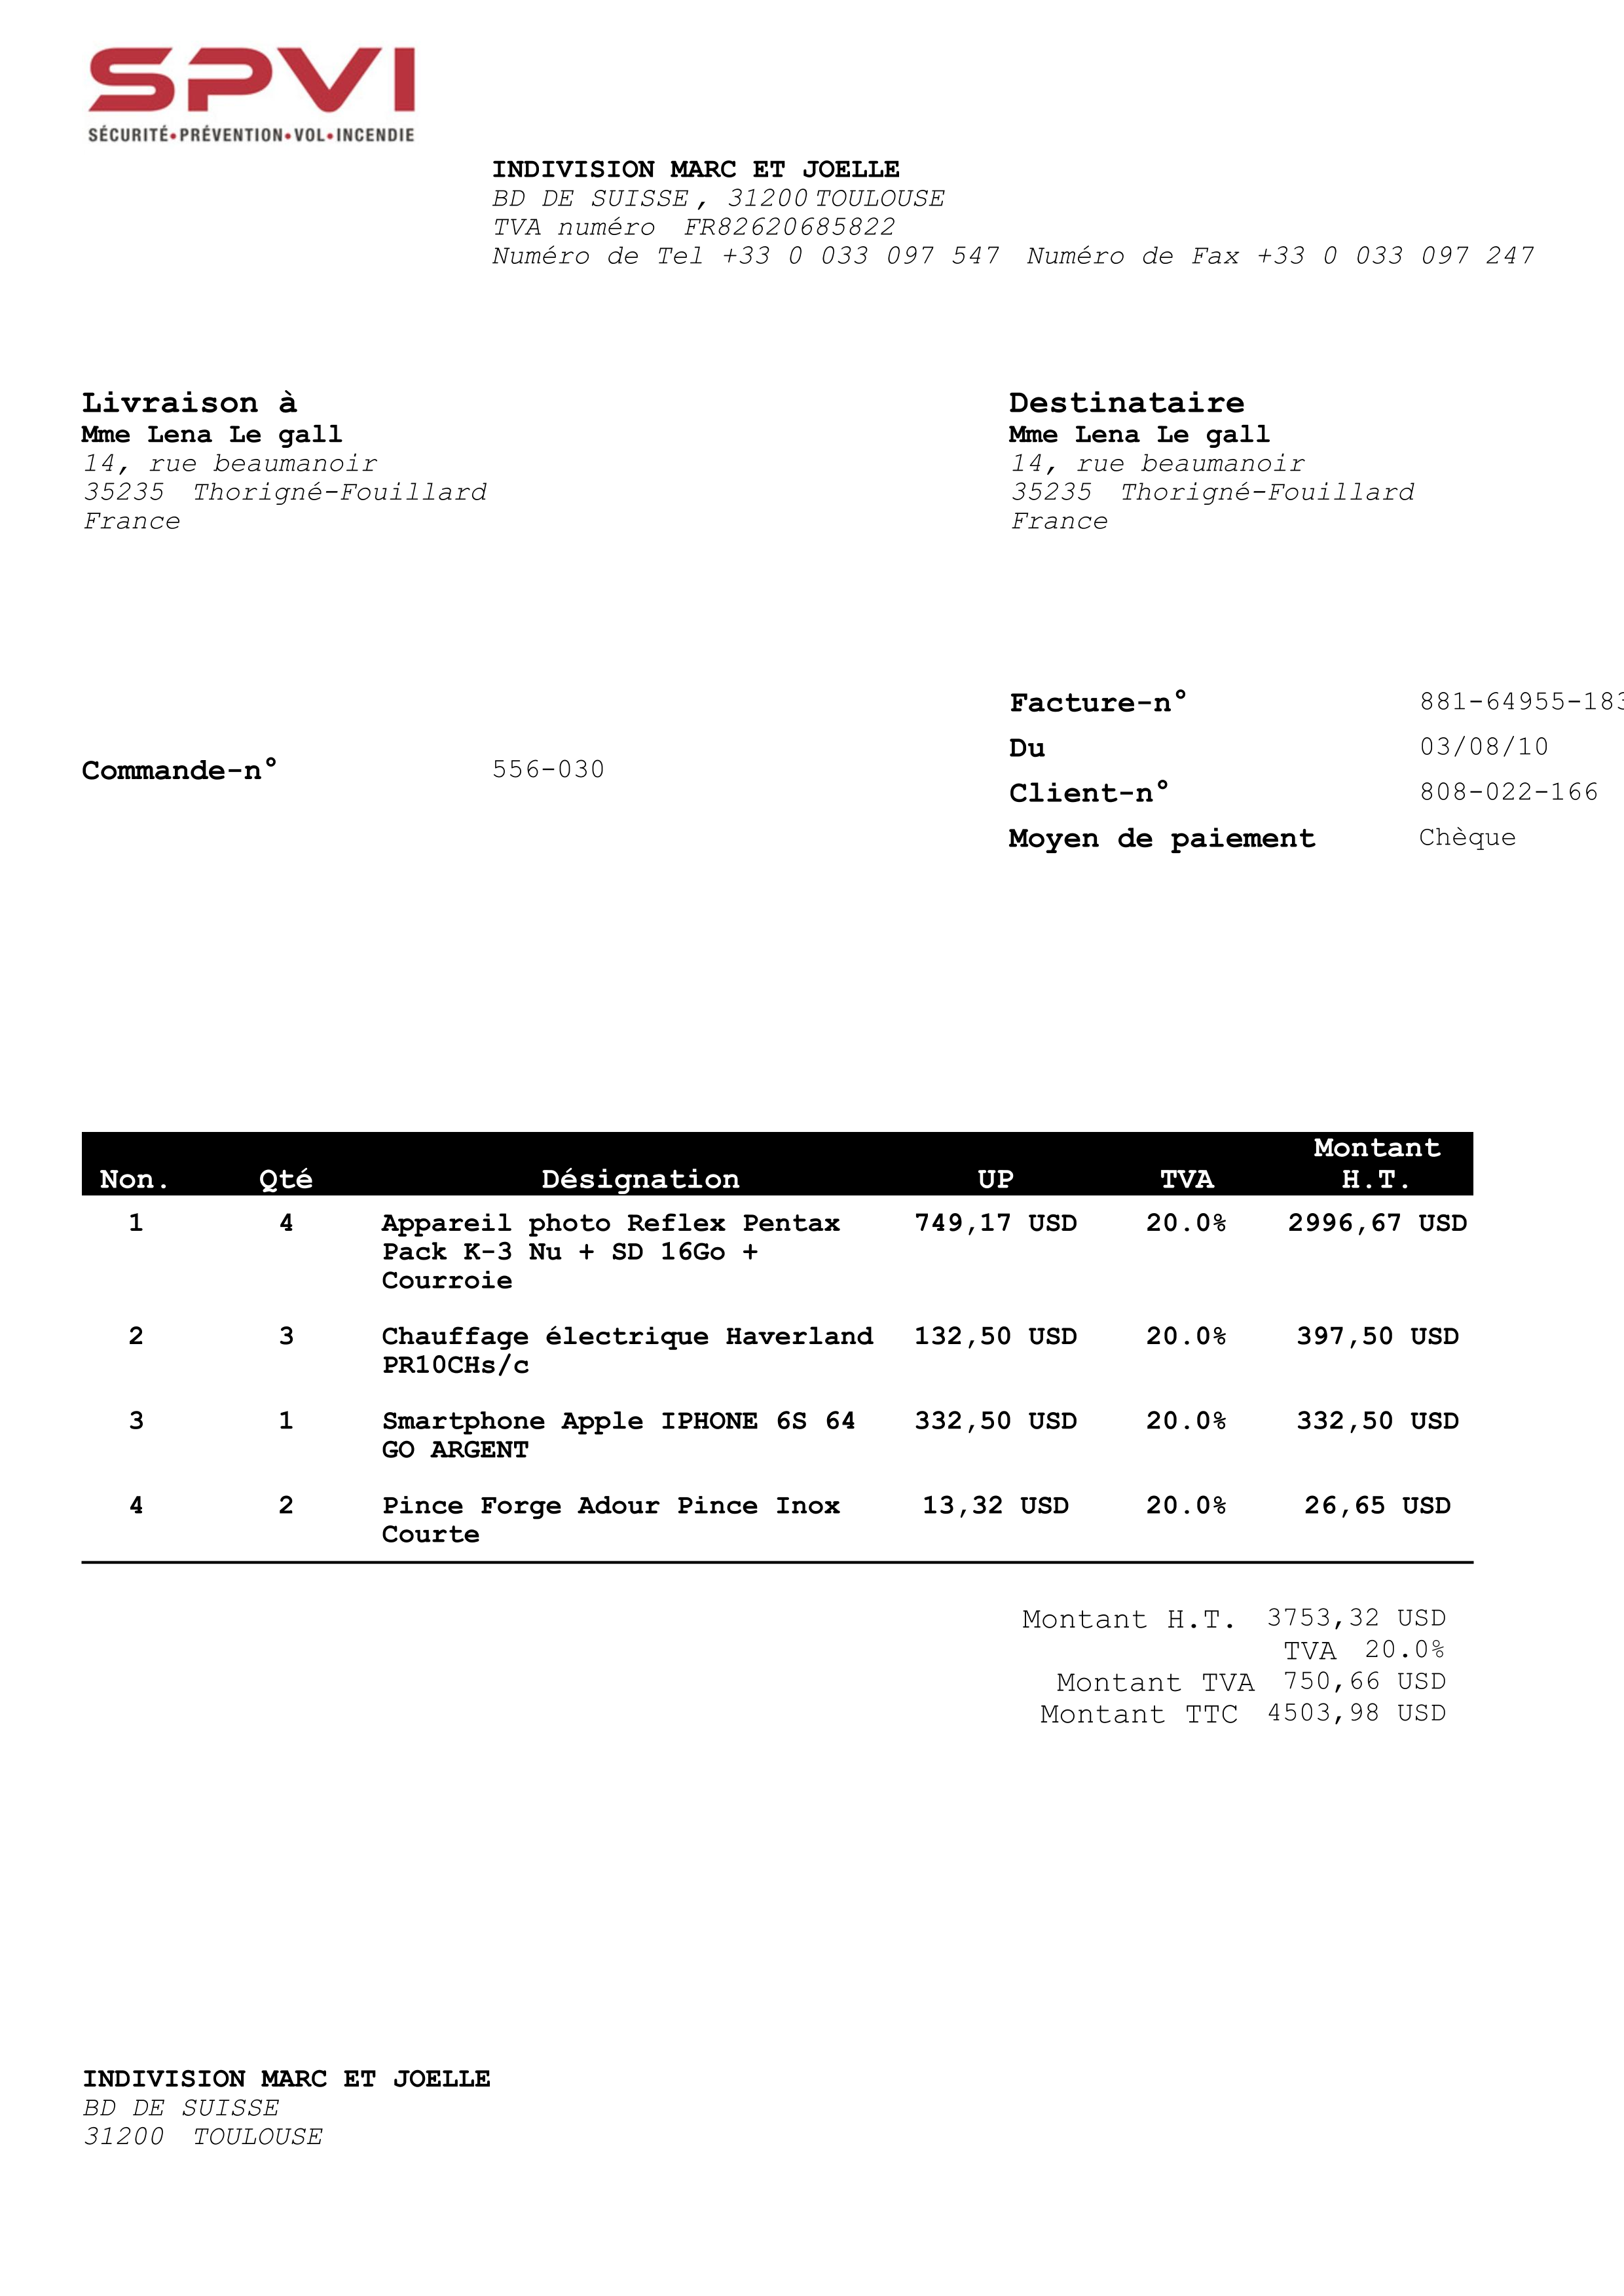 SPVI
SÉCURITÉ•PRÉVENTION•VOL•INCENDIE
INDIVISION MARC ET JOELLE
BD DE SUISSE, 31200 TOULOUSE
TVA numéro FR82620685822
Numéro de Tel +33 0 033 097 547 Numéro de Fax +33 0 033 097 247
Livraison à
Mme Lena Le gall
14, rue beaumanoir
35235 Thorigné-Fouillard
France
Destinataire
Mme Lena Le gall
14, rue beaumanoir
35235 Thorigné-Fouillard
France
Commande-n° 556-030
Facture-n° 881-64955-183
Du 03/08/10
Client-n° 808-022-166
Moyen de paiement Chèque
Non. Qté Désignation UP TVA Montant H.T.
1 4 Appareil photo Reflex Pentax 749,17 USD 20.0% 2996,67 USD
Pack K-3 Nu + SD 16Go +
Courroie
2 3 Chauffage électrique Haverland 132,50 USD 20.0% 397,50 USD
PR10CHs/c
3 1 Smartphone Apple IPHONE 6S 64 332,50 USD 20.0% 332,50 USD
GO ARGENT
4 2 Pince Forge Adour Pince Inox 13,32 USD 20.0% 26,65 USD
Courte
Montant H.T. 3753,32 USD
TVA 20.0%
Montant TVA 750,66 USD
Montant TTC 4503,98 USD
INDIVISION MARC ET JOELLE
BD DE SUISSE
31200 TOULOUSE